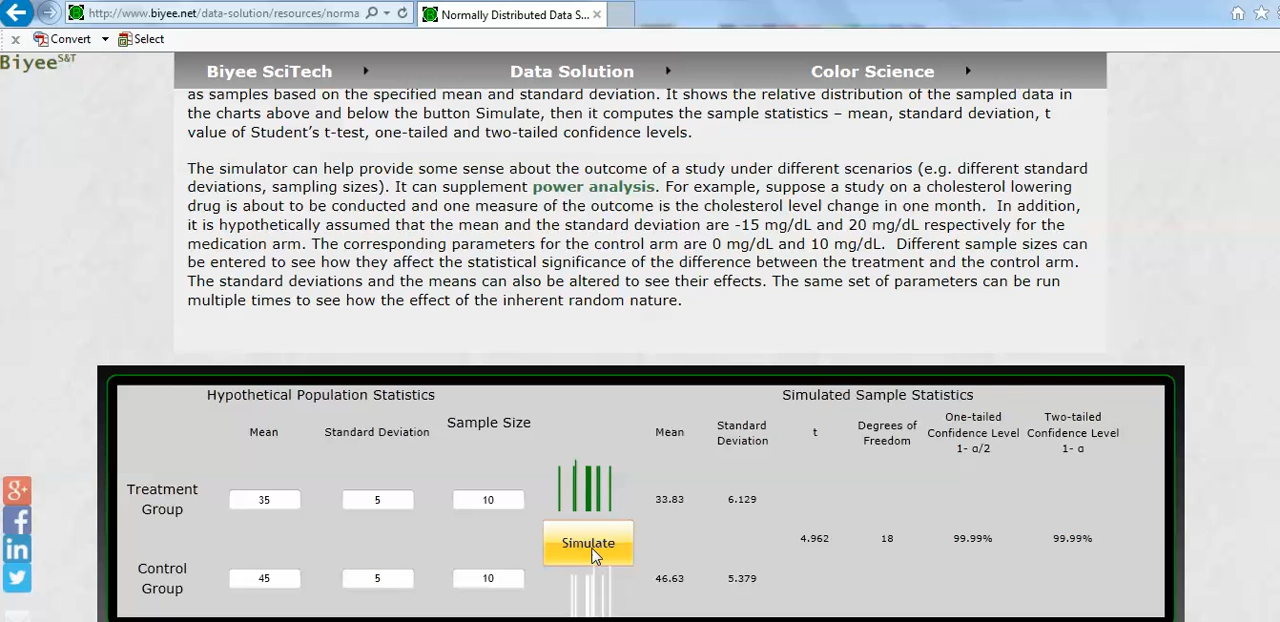 http://www.biyee.net/data-solution/resources/norma
Normally Distributed Data S...
x Convert Select
Biyee S&T
Biyee SciTech Data Solution Color Science
as samples based on the specified mean and standard deviation. It shows the relative distribution of the sampled data in
the charts above and below the button Simulate, then it computes the sample statistics – mean, standard deviation, t
value of Student's t-test, one-tailed and two-tailed confidence levels.
The simulator can help provide some sense about the outcome of a study under different scenarios (e.g. different standard
deviations, sampling sizes). It can supplement power analysis. For example, suppose a study on a cholesterol lowering
drug is about to be conducted and one measure of the outcome is the cholesterol level change in one month. In addition,
it is hypothetically assumed that the mean and the standard deviation are -15 mg/dL and 20 mg/dL respectively for the
medication arm. The corresponding parameters for the control arm are 0 mg/dL and 10 mg/dL. Different sample sizes can
be entered to see how they affect the statistical significance of the difference between the treatment and the control arm.
The standard deviations and the means can also be altered to see their effects. The same set of parameters can be run
multiple times to see how the effect of the inherent random nature.
Hypothetical Population Statistics Simulated Sample Statistics
Mean Standard Deviation Sample Size Mean Standard Deviation t Degrees of Freedom One-tailed Confidence Level 1- α/2 Two-tailed Confidence Level 1- α
Treatment Group 35 5 10 33.83 6.129
Simulate 4.962 18 99.99% 99.99%
Control Group 45 5 10 46.63 5.379
g+
f
in